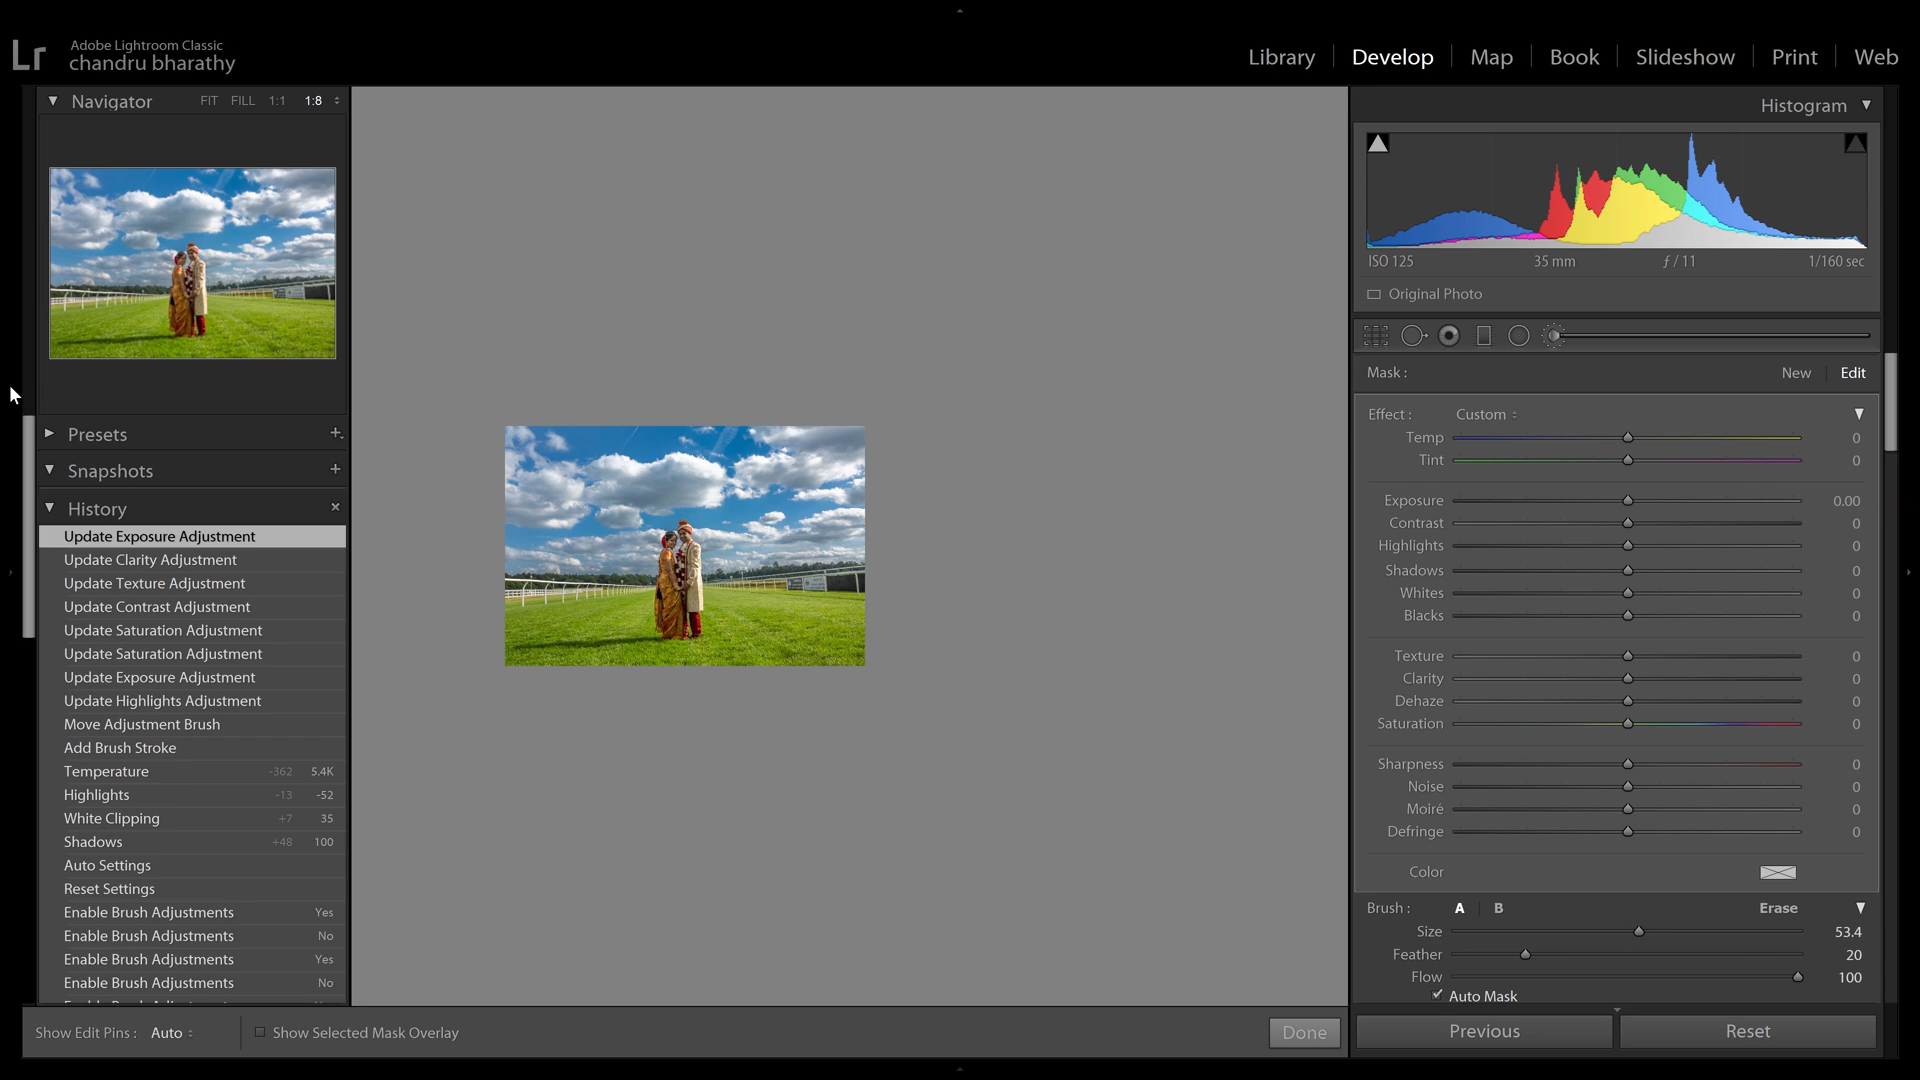 Lr
Adobe Lightroom Classic
chandru bharathy
Library Develop Map Book Slideshow Print Web
Navigator FIT FILL 1:1 1:8
Presets
Snapshots
History
Update Exposure Adjustment
Update Clarity Adjustment
Update Texture Adjustment
Update Contrast Adjustment
Update Saturation Adjustment
Update Saturation Adjustment
Update Exposure Adjustment
Update Highlights Adjustment
Move Adjustment Brush
Add Brush Stroke
Temperature -362 5.4K
Highlights -13 -52
White Clipping +7 35
Shadows +48 100
Auto Settings
Reset Settings
Enable Brush Adjustments Yes
Enable Brush Adjustments No
Enable Brush Adjustments Yes
Enable Brush Adjustments No
Show Edit Pins : Auto
Show Selected Mask Overlay
Done
Histogram
ISO 125 35 mm ƒ / 11 1/160 sec
Original Photo
Mask : New Edit
Effect : Custom
Temp 0
Tint 0
Exposure 0.00
Contrast 0
Highlights 0
Shadows 0
Whites 0
Blacks 0
Texture 0
Clarity 0
Dehaze 0
Saturation 0
Sharpness 0
Noise 0
Moiré 0
Defringe 0
Color
Brush : A B Erase
Size 53.4
Feather 20
Flow 100
Auto Mask
Previous Reset